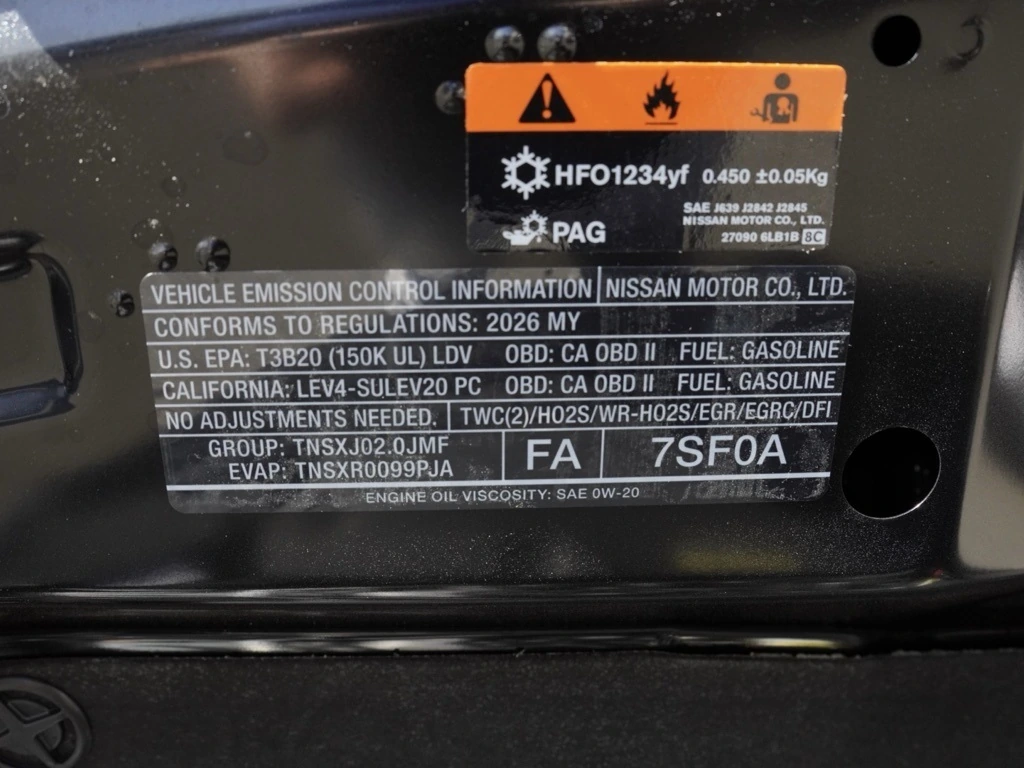 HFO1234yf 0.450 ±0.05Kg
SAE J639 J2842 J2845
NISSAN MOTOR CO., LTD.
PAG
27090 6LB1B 8C
VEHICLE EMISSION CONTROL INFORMATION NISSAN MOTOR CO., LTD.
CONFORMS TO REGULATIONS: 2026 MY
U.S. EPA: T3B20 (150K UL) LDV OBD: CA OBD II FUEL: GASOLINE
CALIFORNIA: LEV4-SULEV20 PC OBD: CA OBD II FUEL: GASOLINE
NO ADJUSTMENTS NEEDED. TWC(2)/HO2S/WR-HO2S/EGR/EGRC/DFI
GROUP: TNSXJ02.0JMF
EVAP: TNSXR0099PJA
FA
7SF0A
ENGINE OIL VISCOSITY: SAE 0W-20